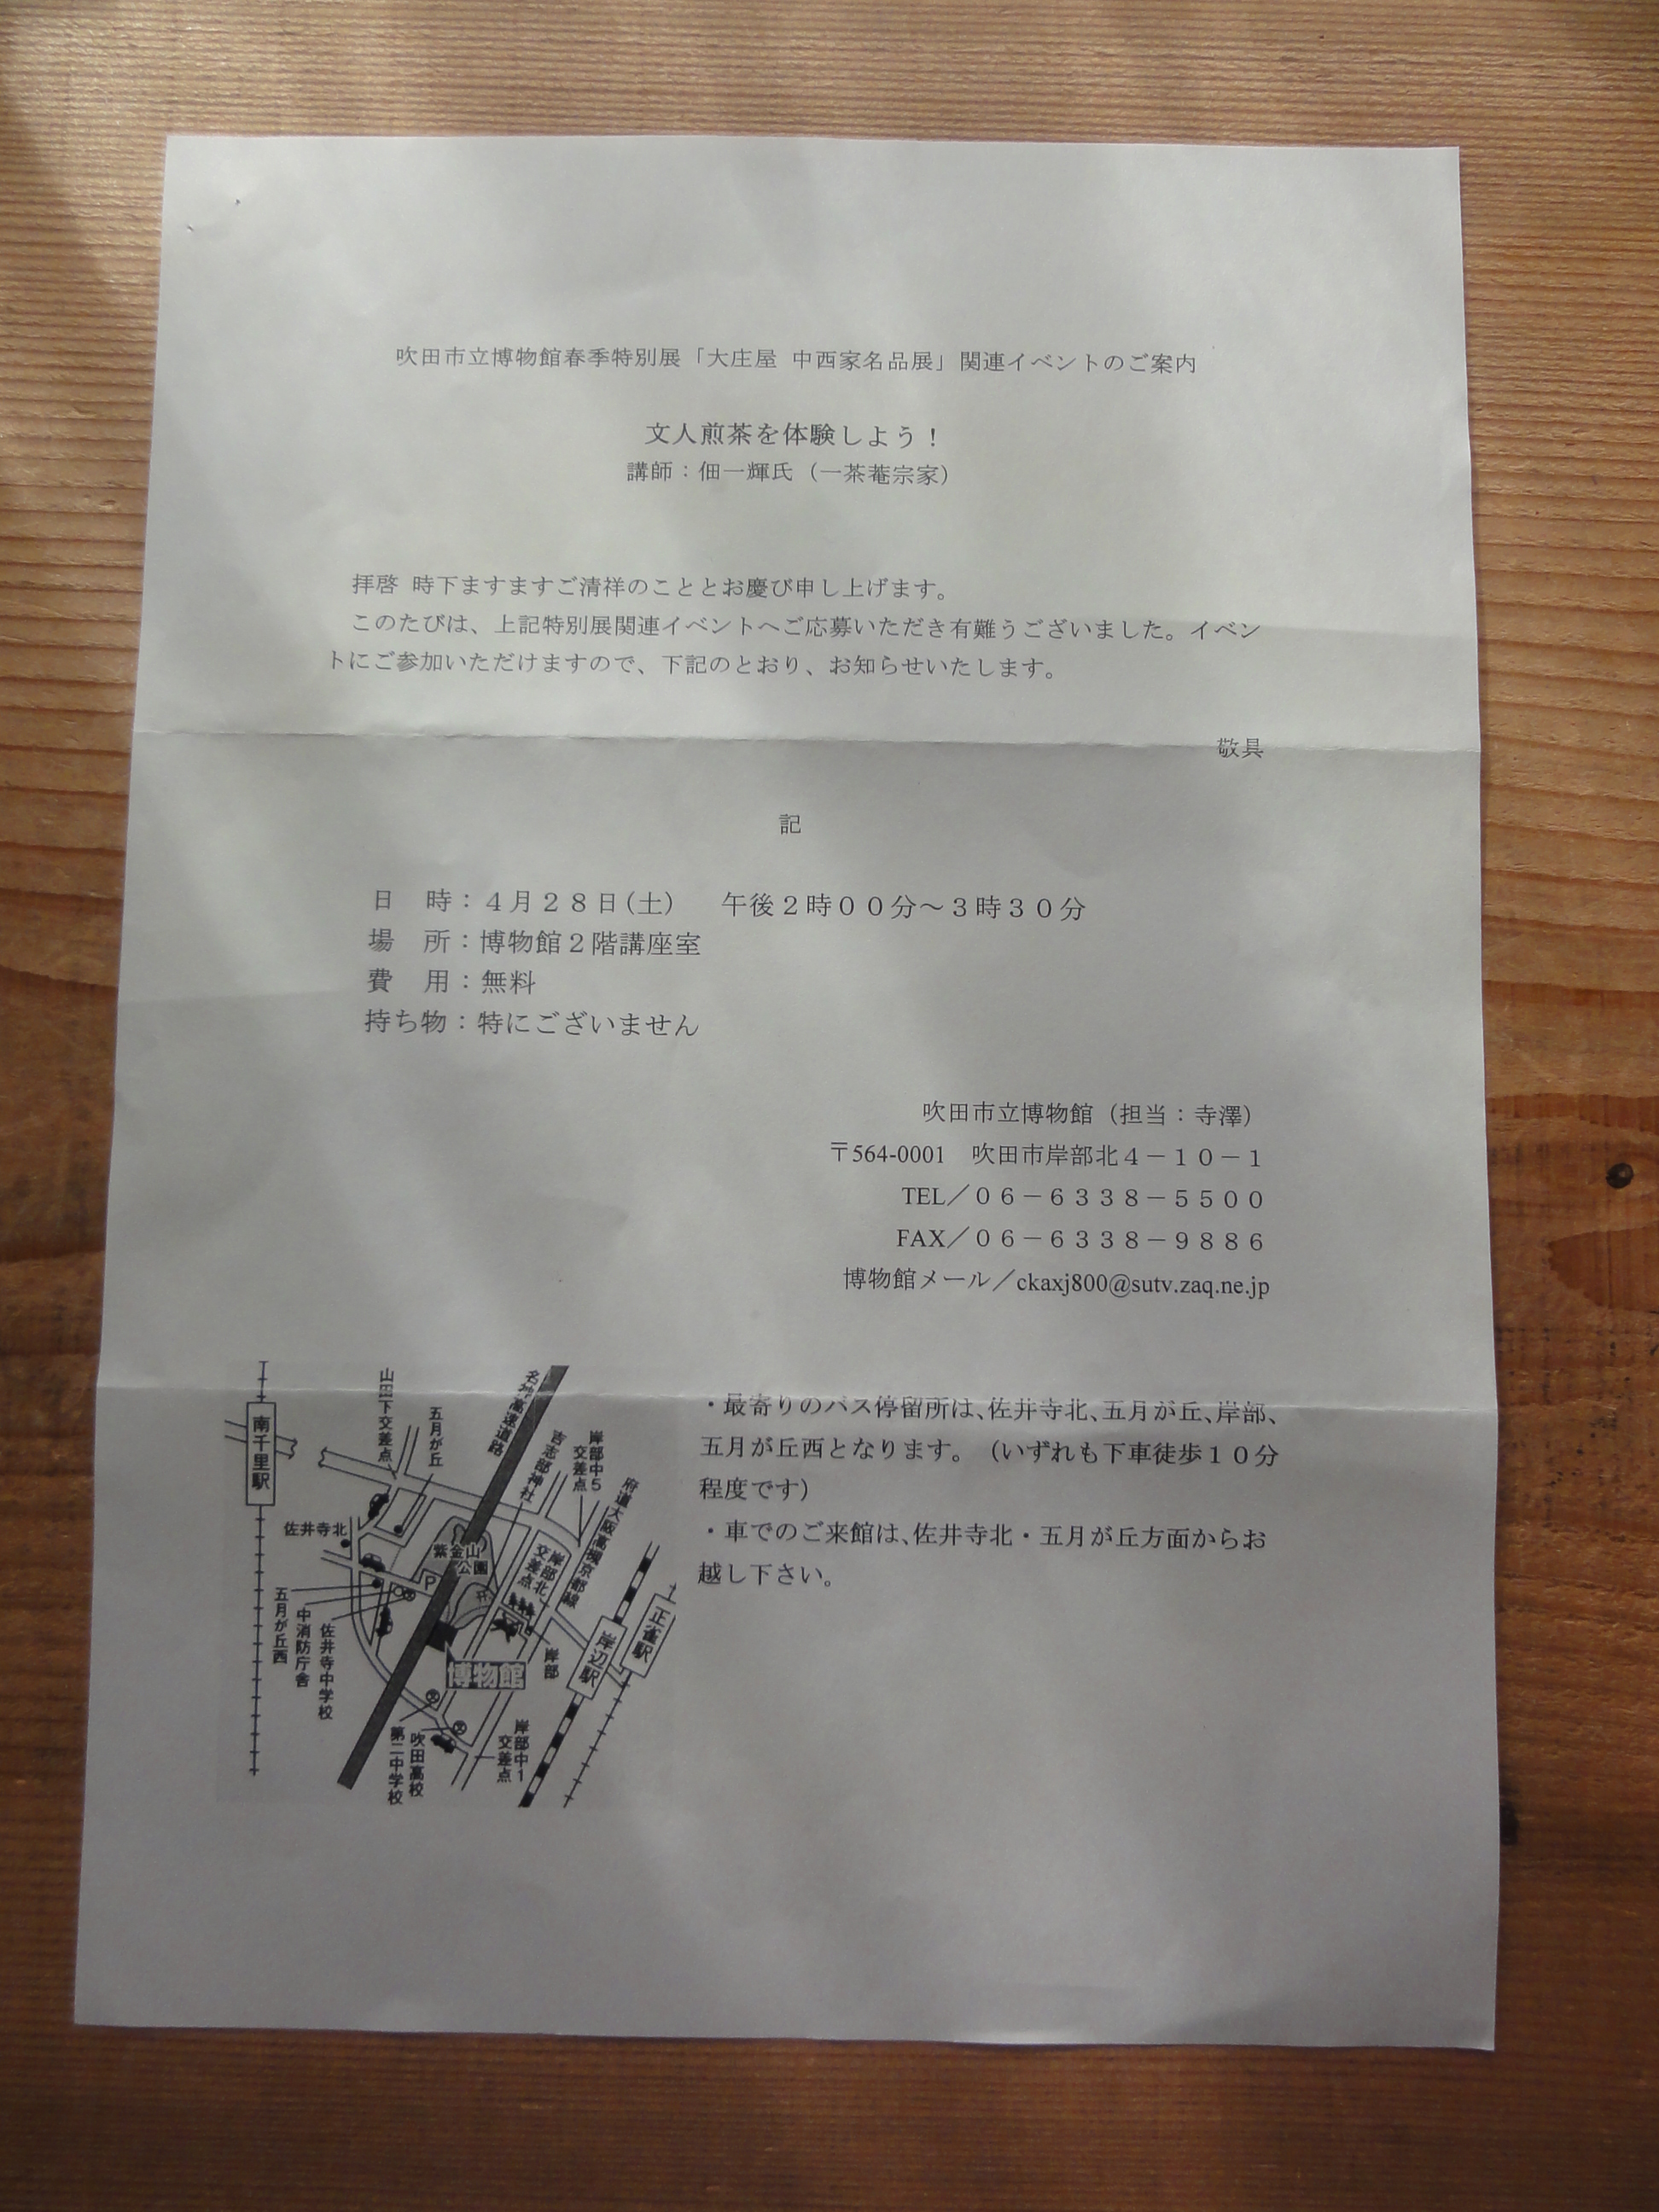 吹田市立博物館春季特別展「大庄屋 中西家名品展」関連イベントのご案内
文人煎茶を体験しよう！
講師：佃一輝氏（一茶菴宗家）
拝啓 時下ますますご清祥のこととお慶び申し上げます。
このたびは、上記特別展関連イベントへご応募いただき有難うございました。イベン
トにご参加いただけますので、下記のとおり、お知らせいたします。
敬具
記
日　時：４月２８日（土）　午後２時００分～３時３０分
場　所：博物館２階講座室
費　用：無料
持ち物：特にございません
吹田市立博物館（担当：寺澤）
〒564-0001　吹田市岸部北４－１０－１
TEL／０６－６３３８－５５００
FAX／０６－６３３８－９８８６
博物館メール／ckaxj800@sutv.zaq.ne.jp
・最寄りのバス停留所は、佐井寺北、五月が丘、岸部、
五月が丘西となります。（いずれも下車徒歩１０分
程度です）
・車でのご来館は、佐井寺北・五月が丘方面からお
越し下さい。
南千里駅
山田下交差点
五月が丘
名神高速道路
吉志部神社
岸部中5
交差点
府道大阪高槻京都線
佐井寺北
紫金山
公園
P
岸部北
交差点
正雀駅
岸辺駅
岸部
博物館
五月が丘西
中消防庁舎
佐井寺中学校
第二中学校
吹田高校
岸部中1
交差点